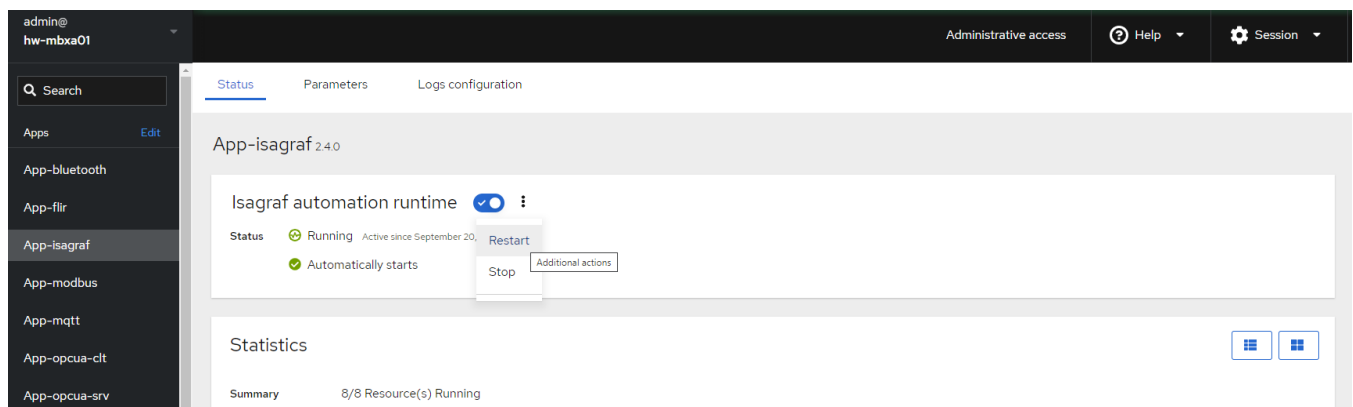 admin@
hw-mbxa01
Administrative access
Help
Session
Search
Apps Edit
App-bluetooth
App-flir
App-isagraf
App-modbus
App-mqtt
App-opcua-clt
App-opcua-srv
Status Parameters Logs configuration
App-isagraf 2.4.0
Isagraf automation runtime
Status Running Active since September 20,
Automatically starts
Restart
Stop
Additional actions
Statistics
Summary 8/8 Resource(s) Running